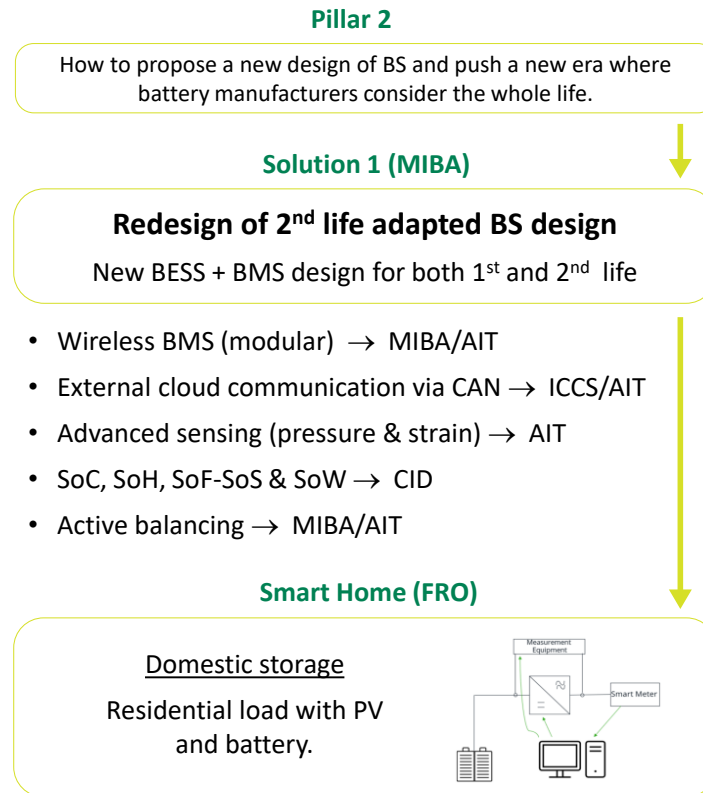 Pillar 2
How to propose a new design of BS and push a new era where
battery manufacturers consider the whole life.
Solution 1 (MIBA)
Redesign of 2nd life adapted BS design
New BESS + BMS design for both 1st and 2nd life
• Wireless BMS (modular) → MIBA/AIT
• External cloud communication via CAN → ICCS/AIT
• Advanced sensing (pressure & strain) → AIT
• SoC, SoH, SoF-SoS & SoW → CID
• Active balancing → MIBA/AIT
Smart Home (FRO)
Domestic storage
Residential load with PV
and battery.
Measurement
Equipment
Smart Meter